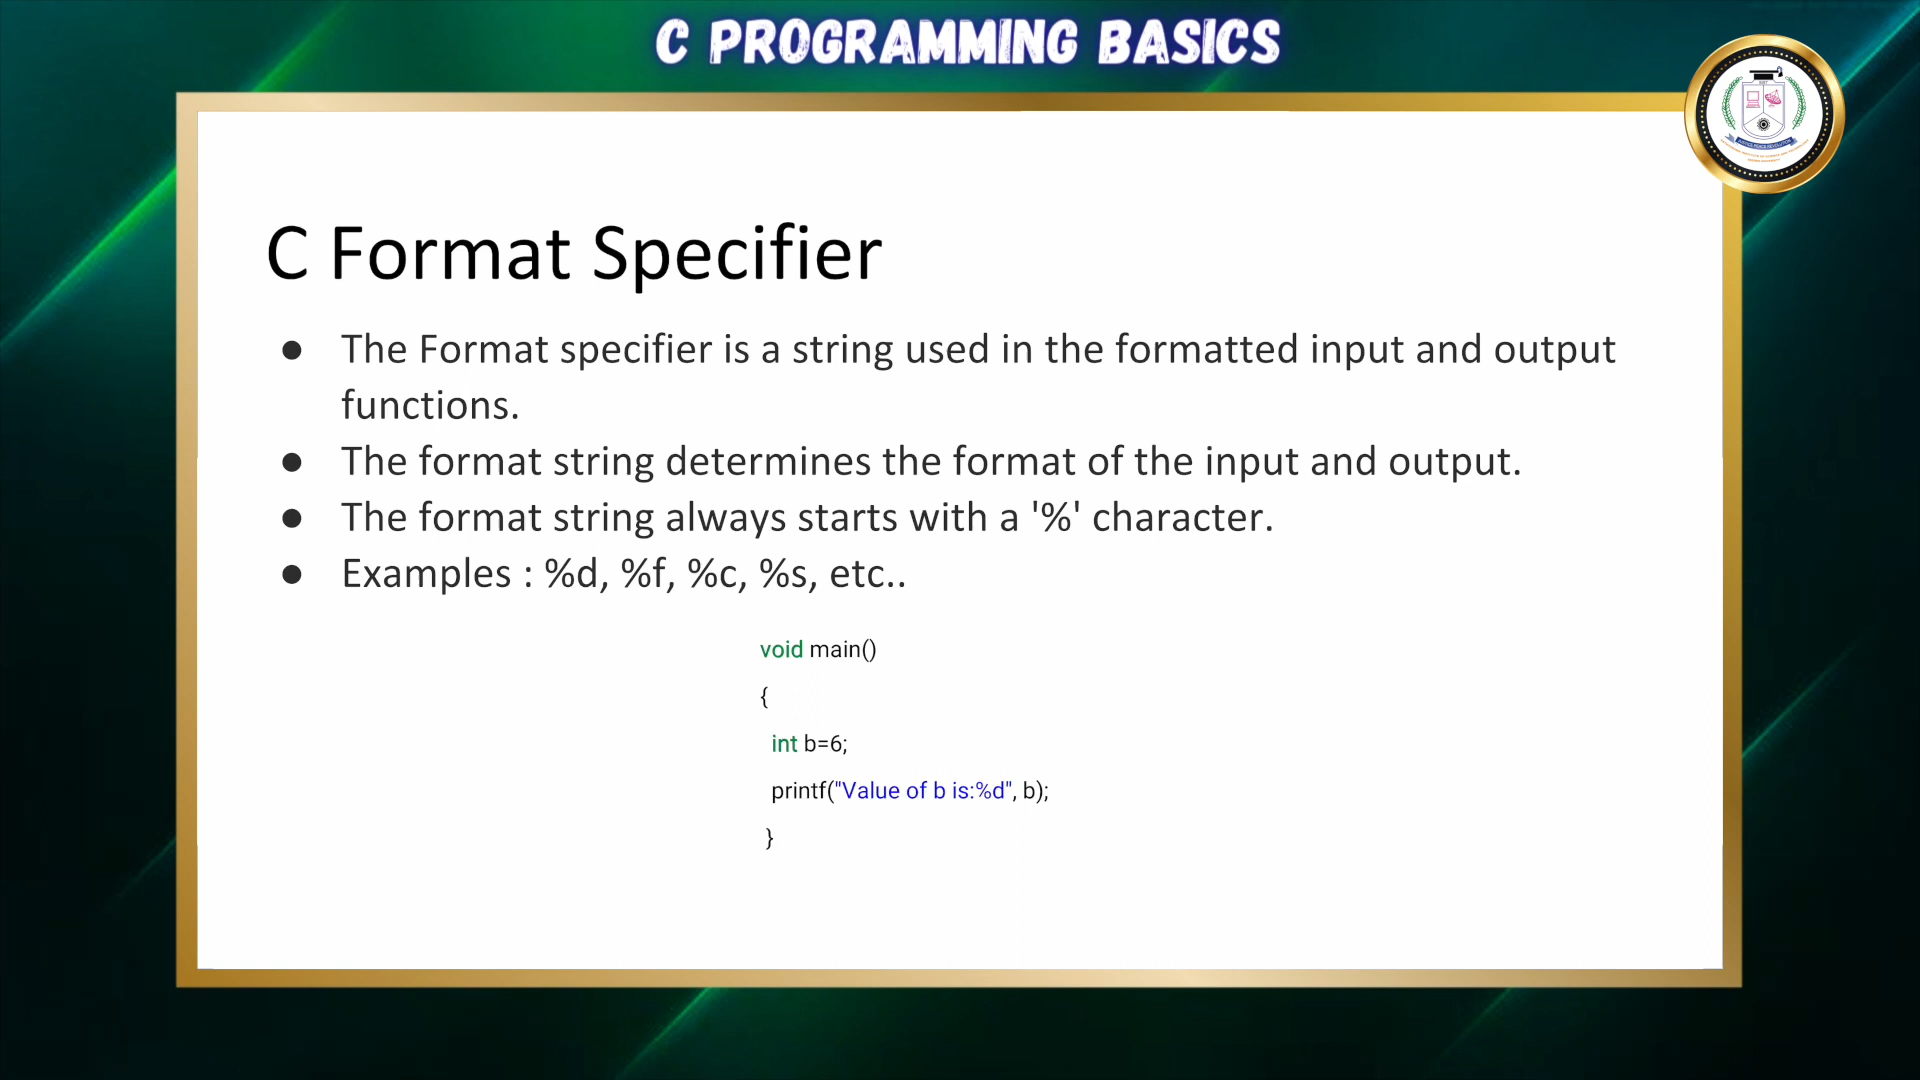 C PROGRAMMING BASICS
C Format Specifier
● The Format specifier is a string used in the formatted input and output
functions.
● The format string determines the format of the input and output.
● The format string always starts with a '%' character.
● Examples : %d, %f, %c, %s, etc..
void main()
{
int b=6;
printf("Value of b is:%d", b);
}